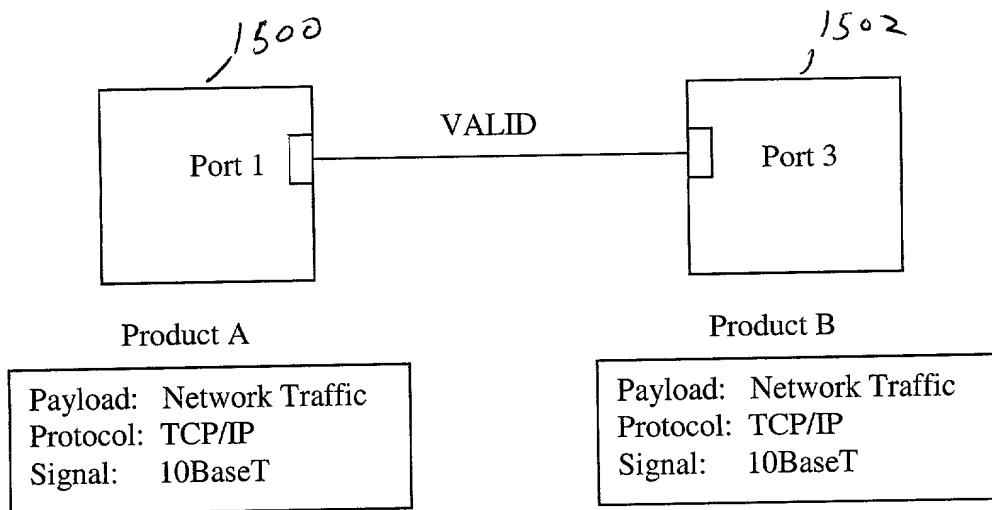 1500
1502
VALID
Port 1
Port 3
Product A
Product B
Payload: Network Traffic
Protocol: TCP/IP
Signal: 10BaseT
Payload: Network Traffic
Protocol: TCP/IP
Signal: 10BaseT